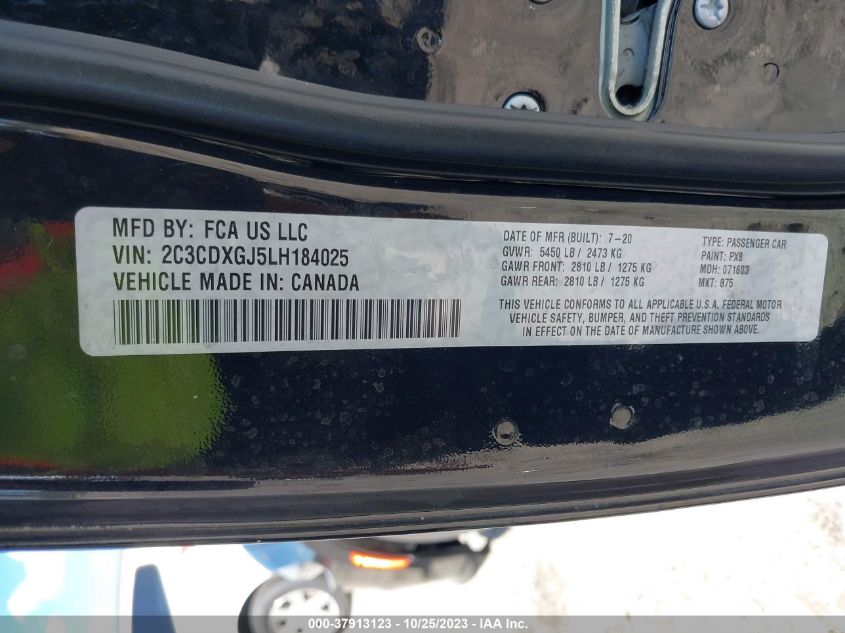 MFD BY: FCA US LLC
VIN: 2C3CDXGJ5LH184025
VEHICLE MADE IN: CANADA
DATE OF MFR (BUILT): 7-20
GVWR: 5450 LB / 2473 KG
GAWR FRONT: 2810 LB / 1275 KG
GAWR REAR: 2810 LB / 1275 KG
TYPE: PASSENGER CAR
PAINT: PX8
MDH: 071603
MKT: 875
THIS VEHICLE CONFORMS TO ALL APPLICABLE U.S.A. FEDERAL MOTOR
VEHICLE SAFETY, BUMPER, AND THEFT PREVENTION STANDARDS
IN EFFECT ON THE DATE OF MANUFACTURE SHOWN ABOVE.
000-37913123 - 10/25/2023 - IAA Inc.